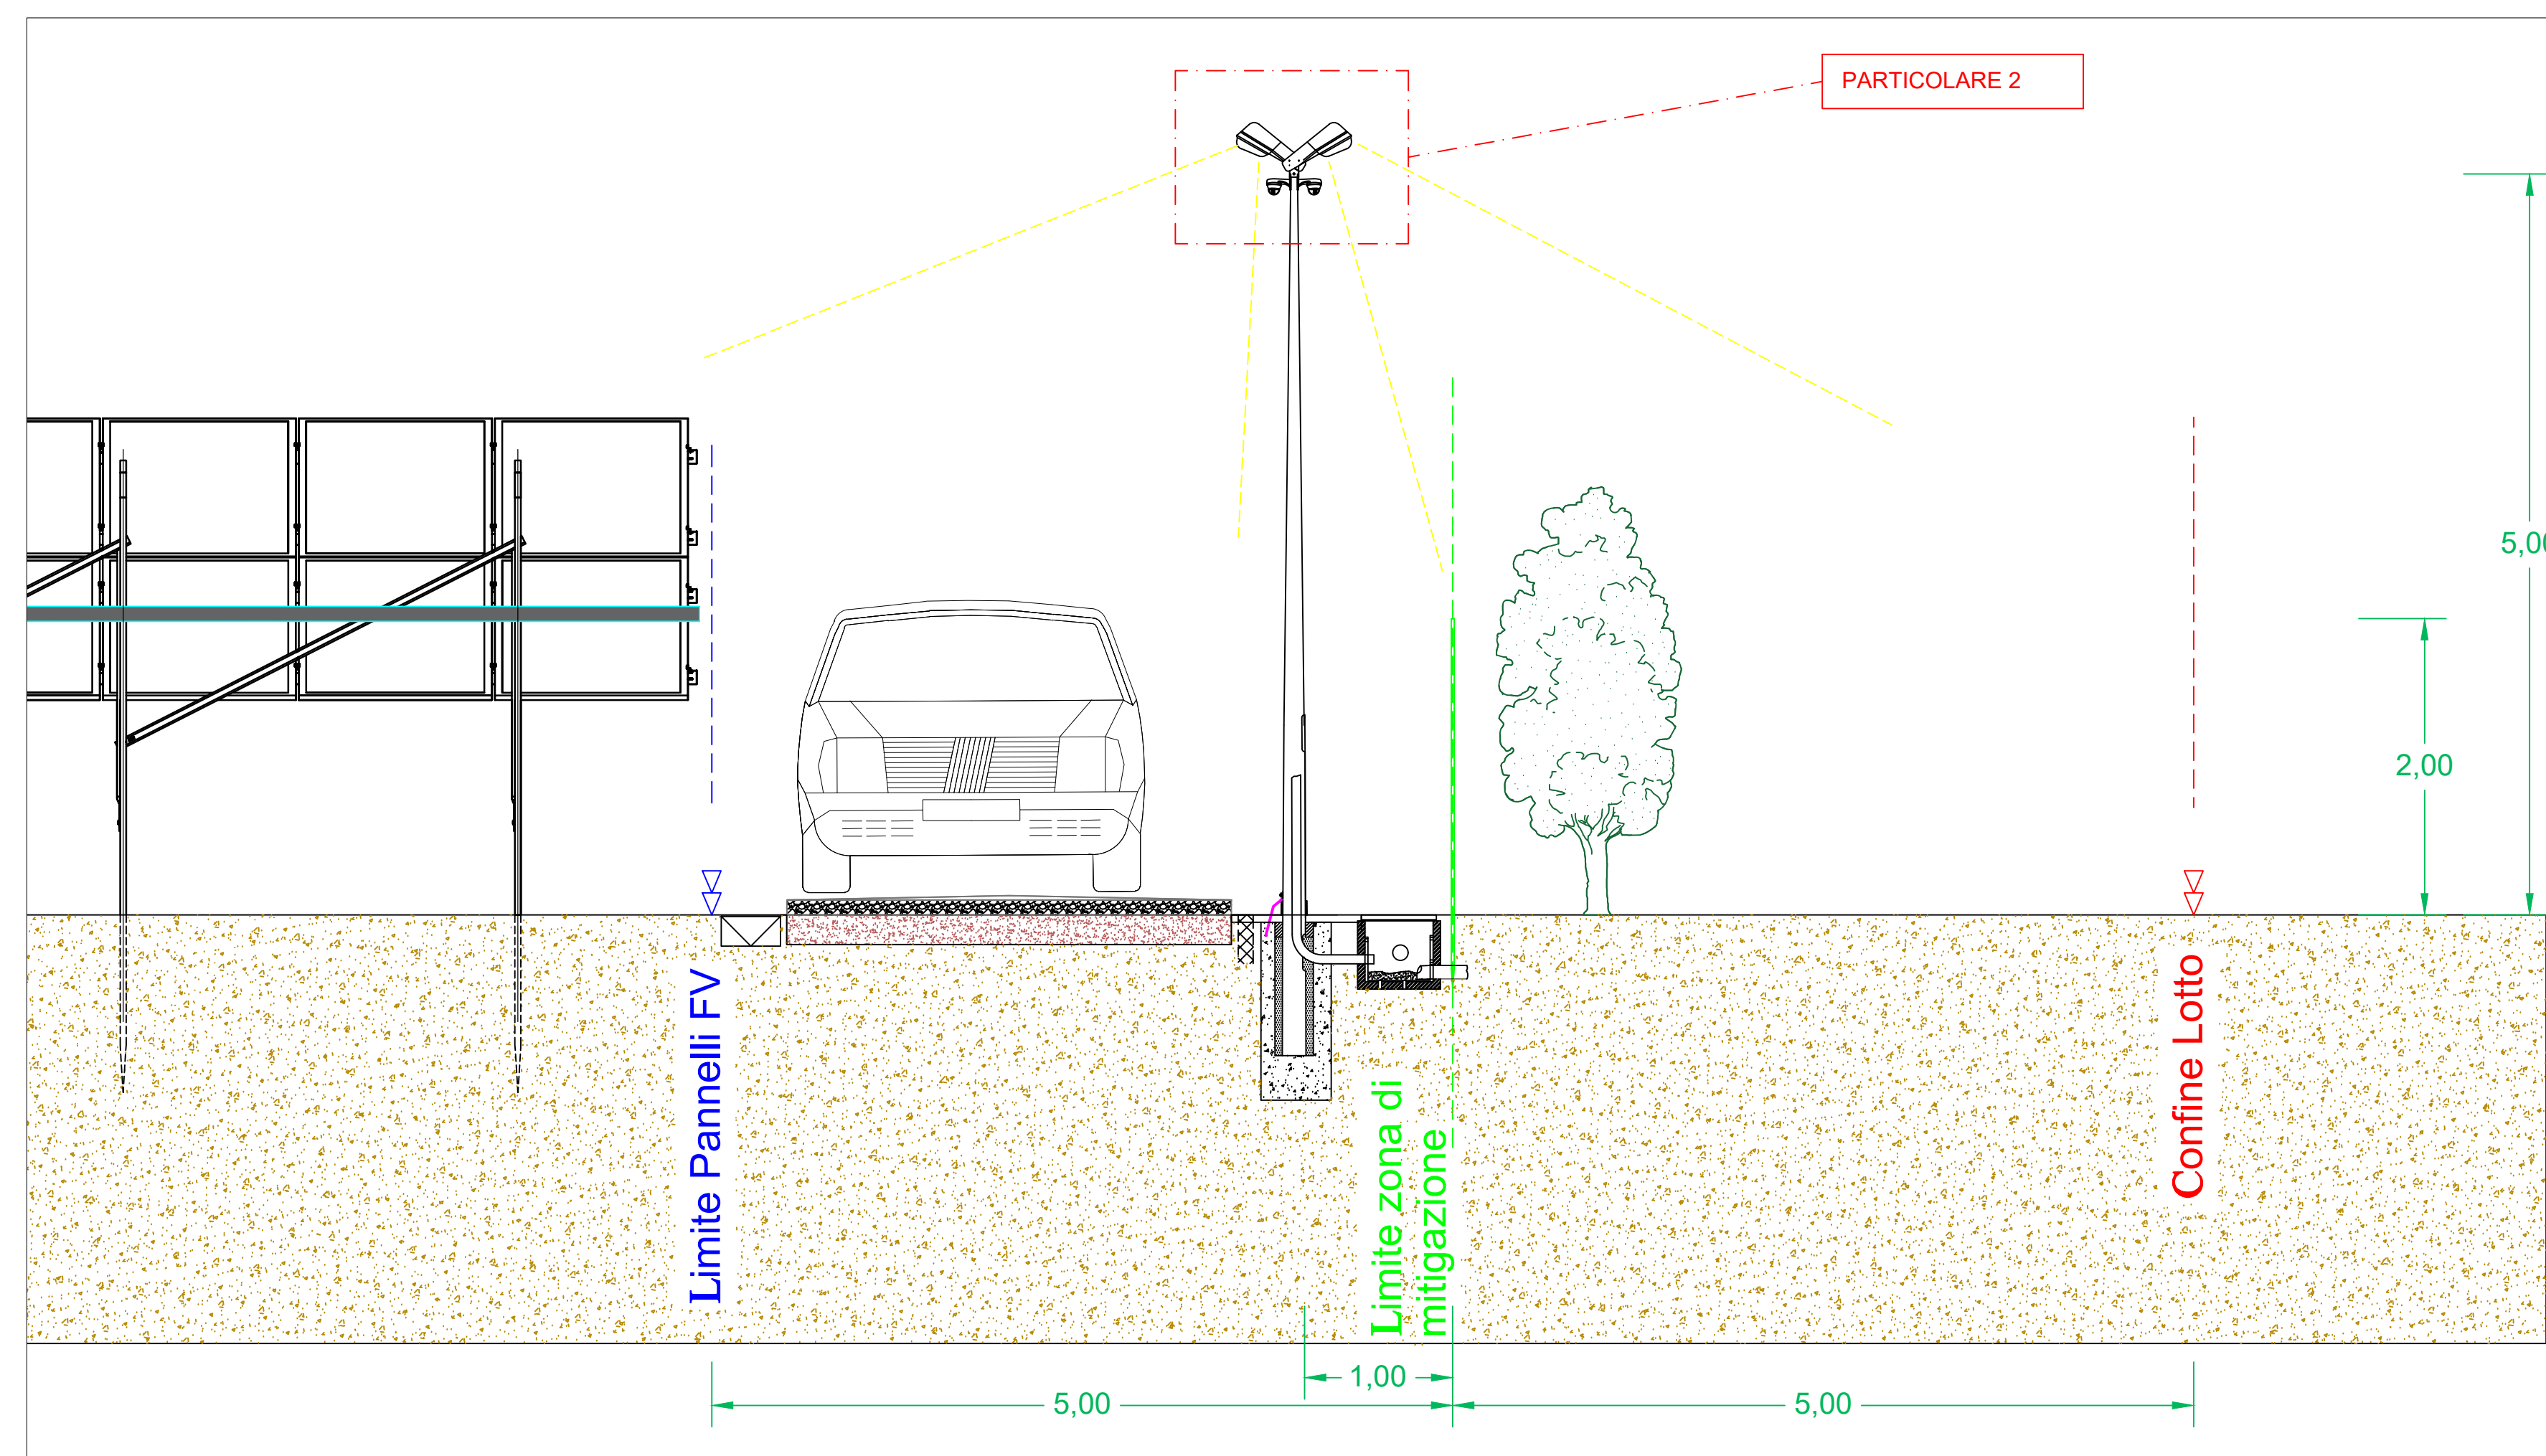 PARTICOLARE 2
5,00
2,00
Limite Pannelli FV
Limite zona di
mitigazione
Confine Lotto
1,00
5,00
5,00